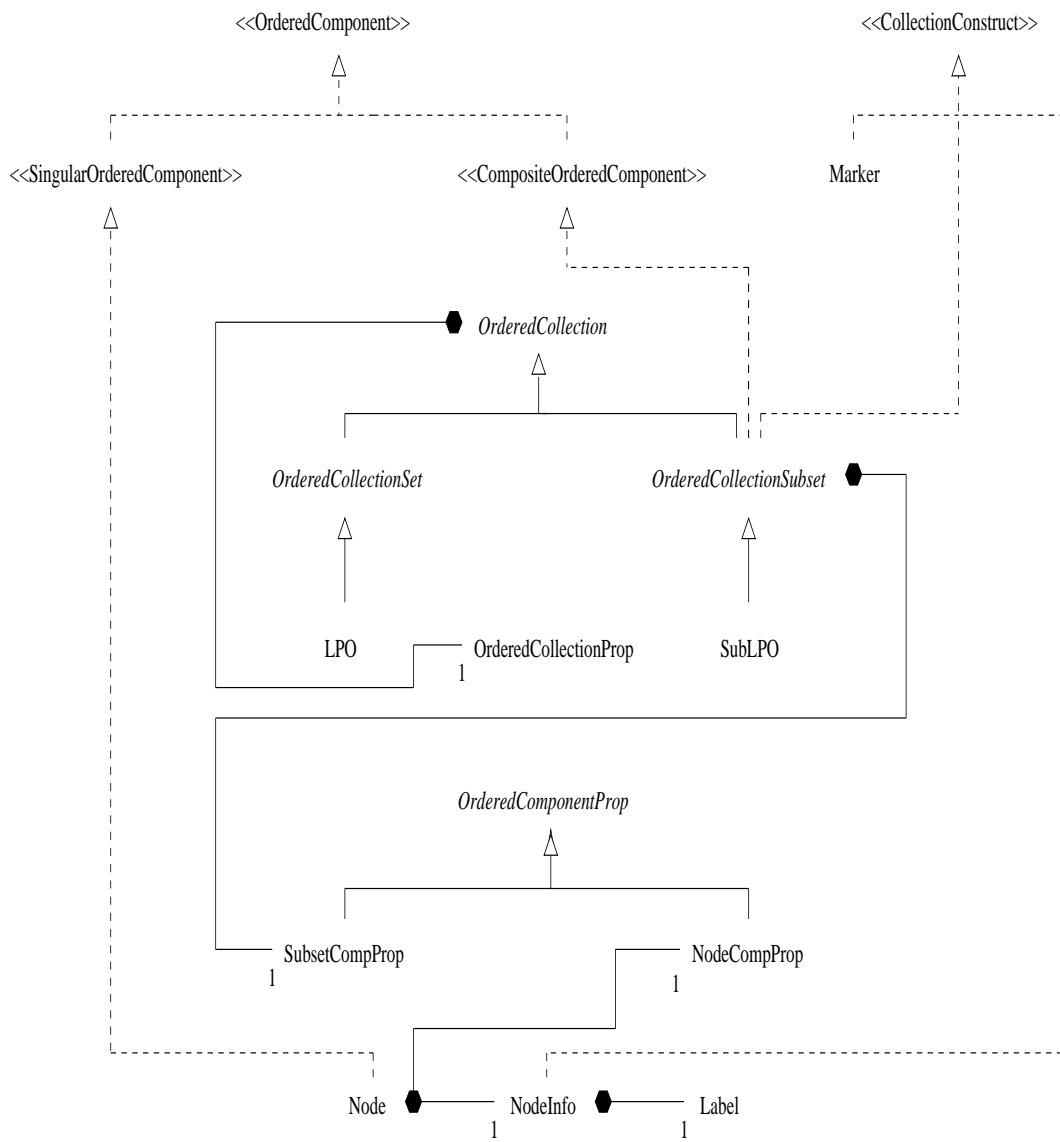 <<OrderedComponent>>
<<CollectionConstruct>>
<<SingularOrderedComponent>>
<<CompositeOrderedComponent>>
Marker
OrderedCollection
OrderedCollectionSet
OrderedCollectionSubset
LPO
OrderedCollectionProp
SubLPO
1
OrderedComponentProp
SubsetCompProp
NodeCompProp
1
1
Node
NodeInfo
Label
1
1